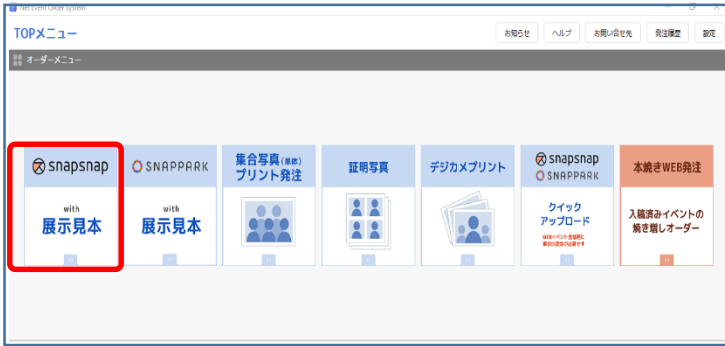 Net Event Order System
TOPメニュー
お知らせ
ヘルプ
お問い合せ先
発注履歴
設定
オーダーメニュー
snapsnap
with
展示見本
SNAPPARK
with
展示見本
集合写真(単体)
プリント発注
証明写真
デジカメプリント
snapsnap
SNAPPARK
クイック
アップロード
本焼きWEB発注
入稿済みイベントの
焼き増しオーダー